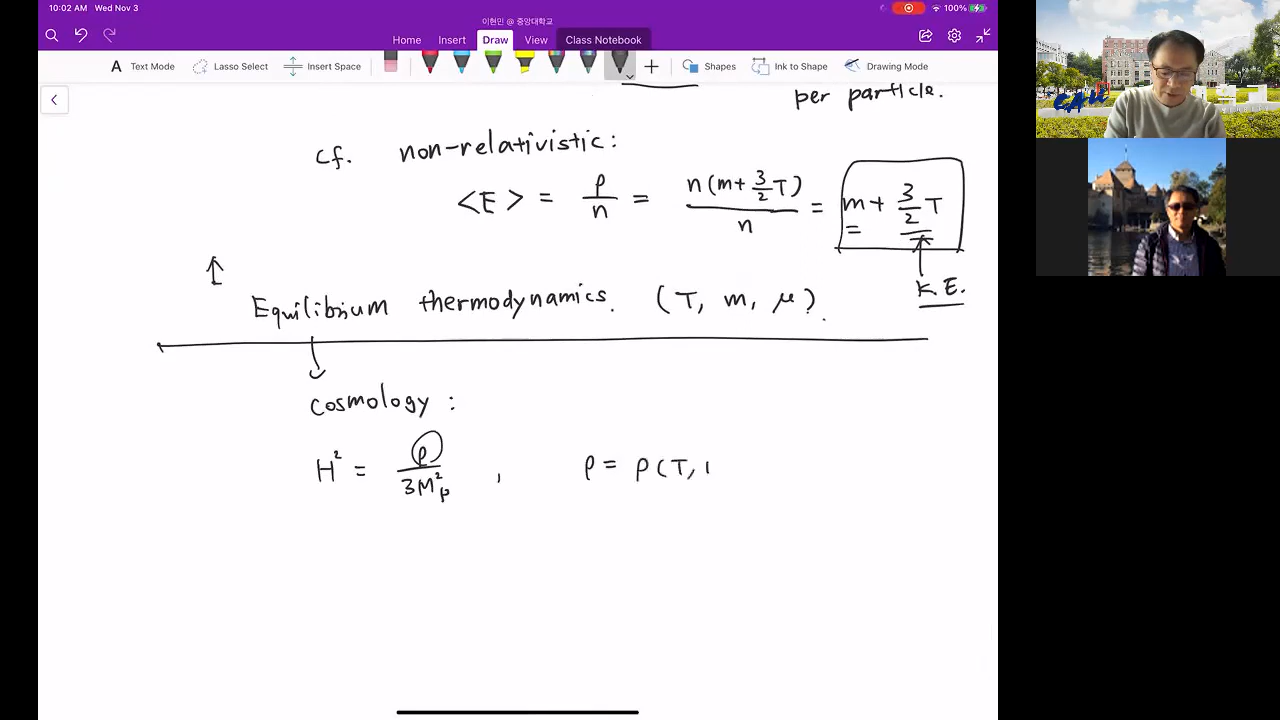 10:02 AM Wed Nov 3
100%
이현민 @ 중앙대학교
Home Insert Draw View Class Notebook
A Text Mode Lasso Select Insert Space Shapes Ink to Shape Drawing Mode
per particle.
cf. non-relativistic:
<E> = ρ/n = n(m + 3/2 T)/n = m + 3/2 T
K.E.
Equilibrium thermodynamics. (T, m, μ).
Cosmology:
H² = ρ/3M_p² , ρ = ρ(T, 
CAU